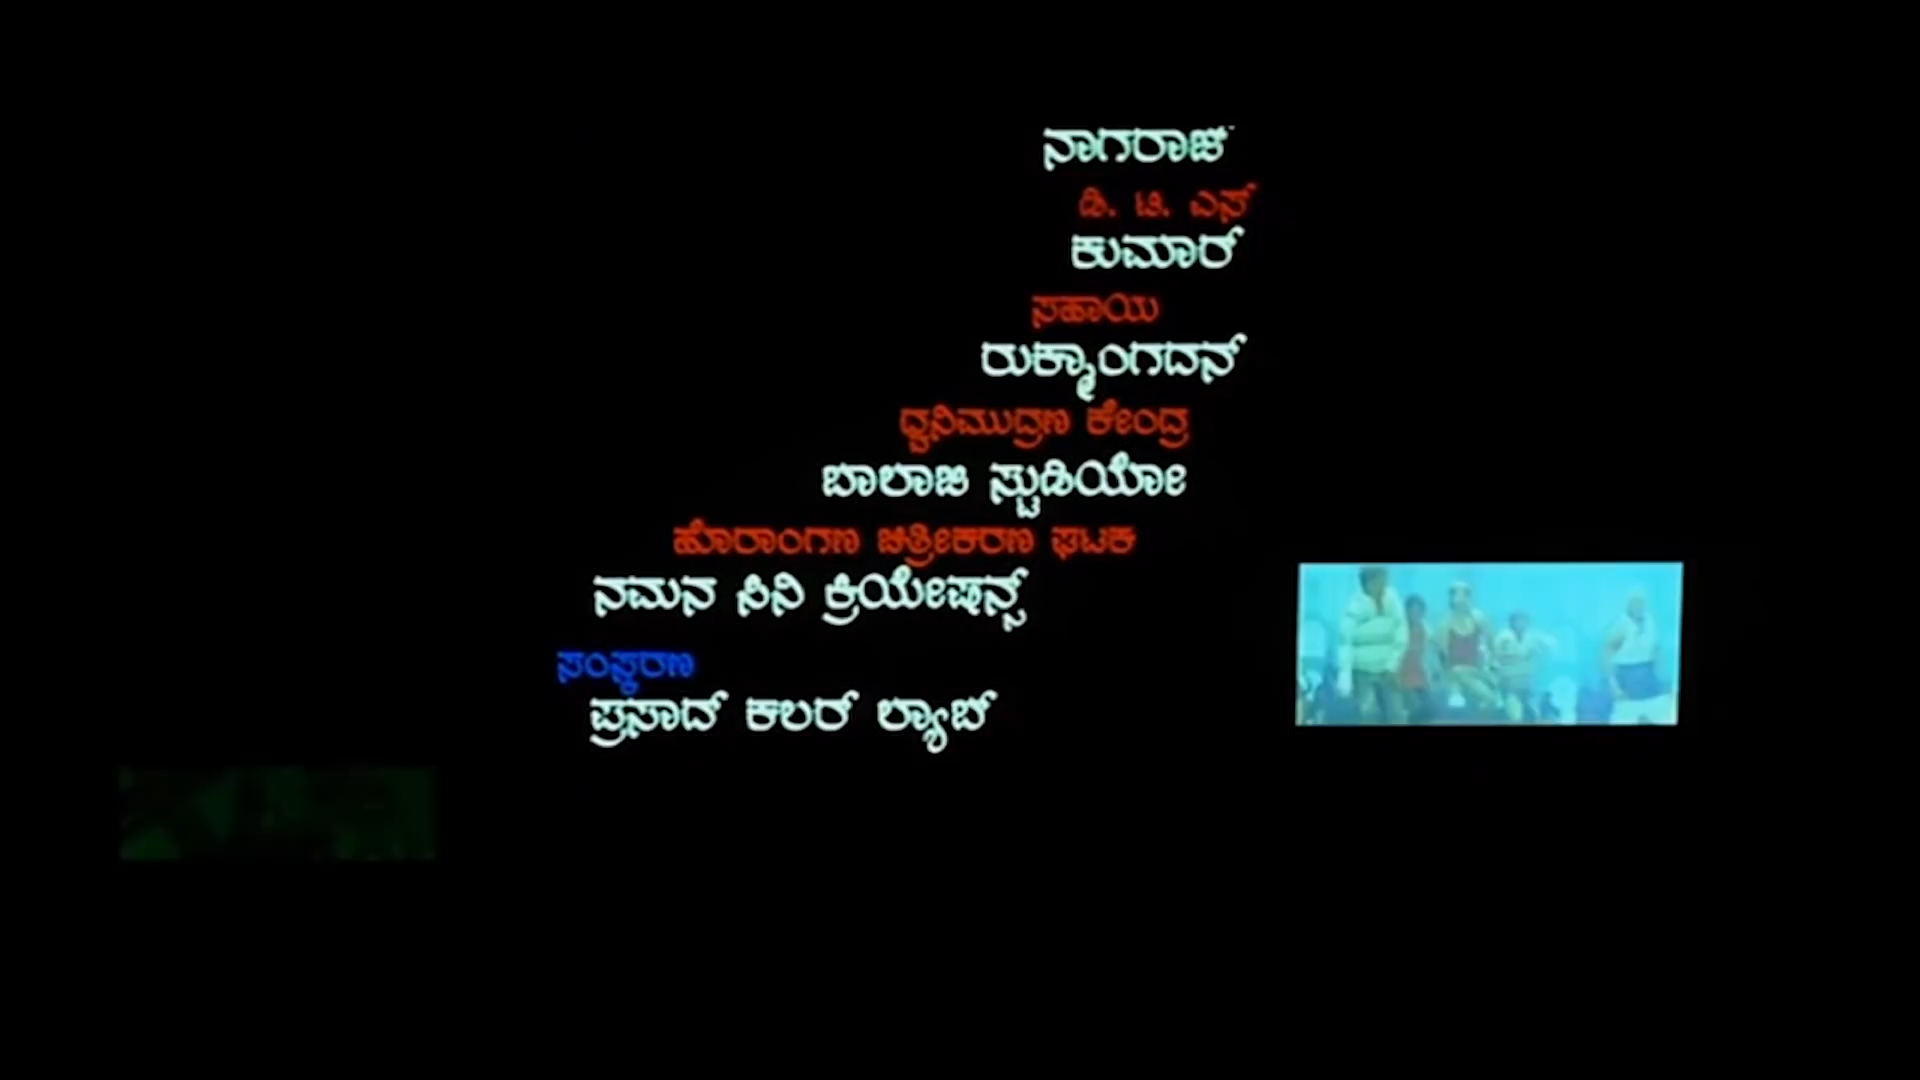 ನಾಗರಾಜ್
ಡಿ. ಟಿ. ಎಸ್
ಕುಮಾರ್
ಸಹಾಯ
ರುಕ್ಮಾಂಗದನ್
ಧ್ವನಿಮುದ್ರಣ ಕೇಂದ್ರ
ಬಾಲಾಜಿ ಸ್ಟುಡಿಯೋ
ಹೊರಾಂಗಣ ಚಿತ್ರೀಕರಣ ಘಟಕ
ನಮನ ಸಿನಿ ಕ್ರಿಯೇಷನ್ಸ್
ಸಂಸ್ಕರಣ
ಪ್ರಸಾದ್ ಕಲರ್ ಲ್ಯಾಬ್